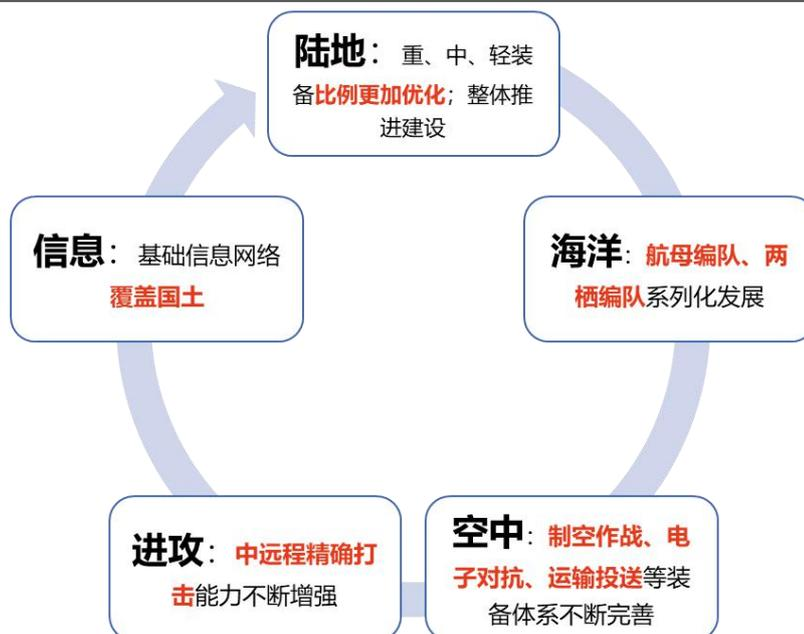 陆地： 重、中、轻装
备比例更加优化；整体推
进建设
海洋：航母编队、两
栖编队系列化发展
空中：制空作战、电
子对抗、运输投送等装
备体系不断完善
进攻： 中远程精确打
击能力不断增强
信息： 基础信息网络
覆盖国土